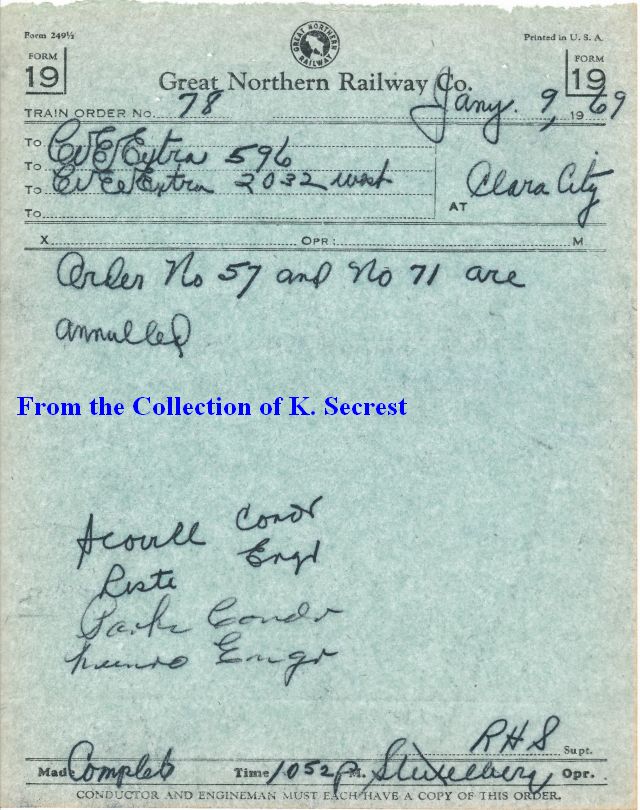 Form 249½
Printed in U. S. A.
GREAT NORTHERN RAILWAY
FORM 19
FORM 19
Great Northern Railway Co.
TRAIN ORDER No. 78 Jany. 9, 1969
To C&E Extra 596
To
To C&E Extra 2032 west
AT Clara City
To
X OPR: M
Order No 57 and No 71 are
annulled
From the Collection of K. Secrest
Condr
Engr
Condr
Munro Engr
RHS Supt.
Made Complete Time 1052 P M. Opr.
CONDUCTOR AND ENGINEMAN MUST EACH HAVE A COPY OF THIS ORDER.